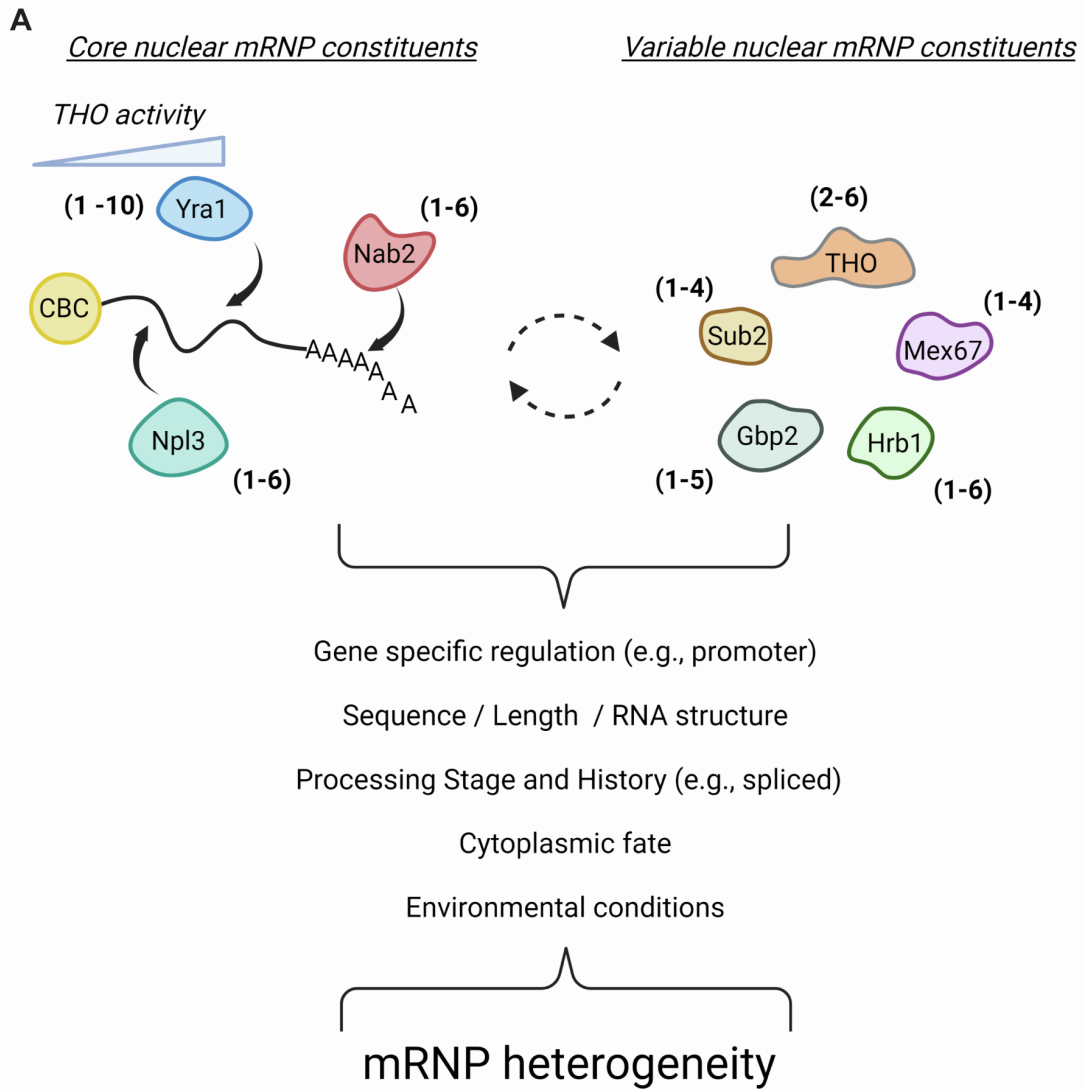 A
Core nuclear mRNP constituents
Variable nuclear mRNP constituents
THO activity
(1 -10)
Yra1
(1-6)
Nab2
CBC
AAAAAAA
Npl3
(1-6)
(2-6)
THO
(1-4)
Sub2
(1-4)
Mex67
Gbp2
(1-5)
Hrb1
(1-6)
Gene specific regulation (e.g., promoter)
Sequence / Length / RNA structure
Processing Stage and History (e.g., spliced)
Cytoplasmic fate
Environmental conditions
mRNP heterogeneity